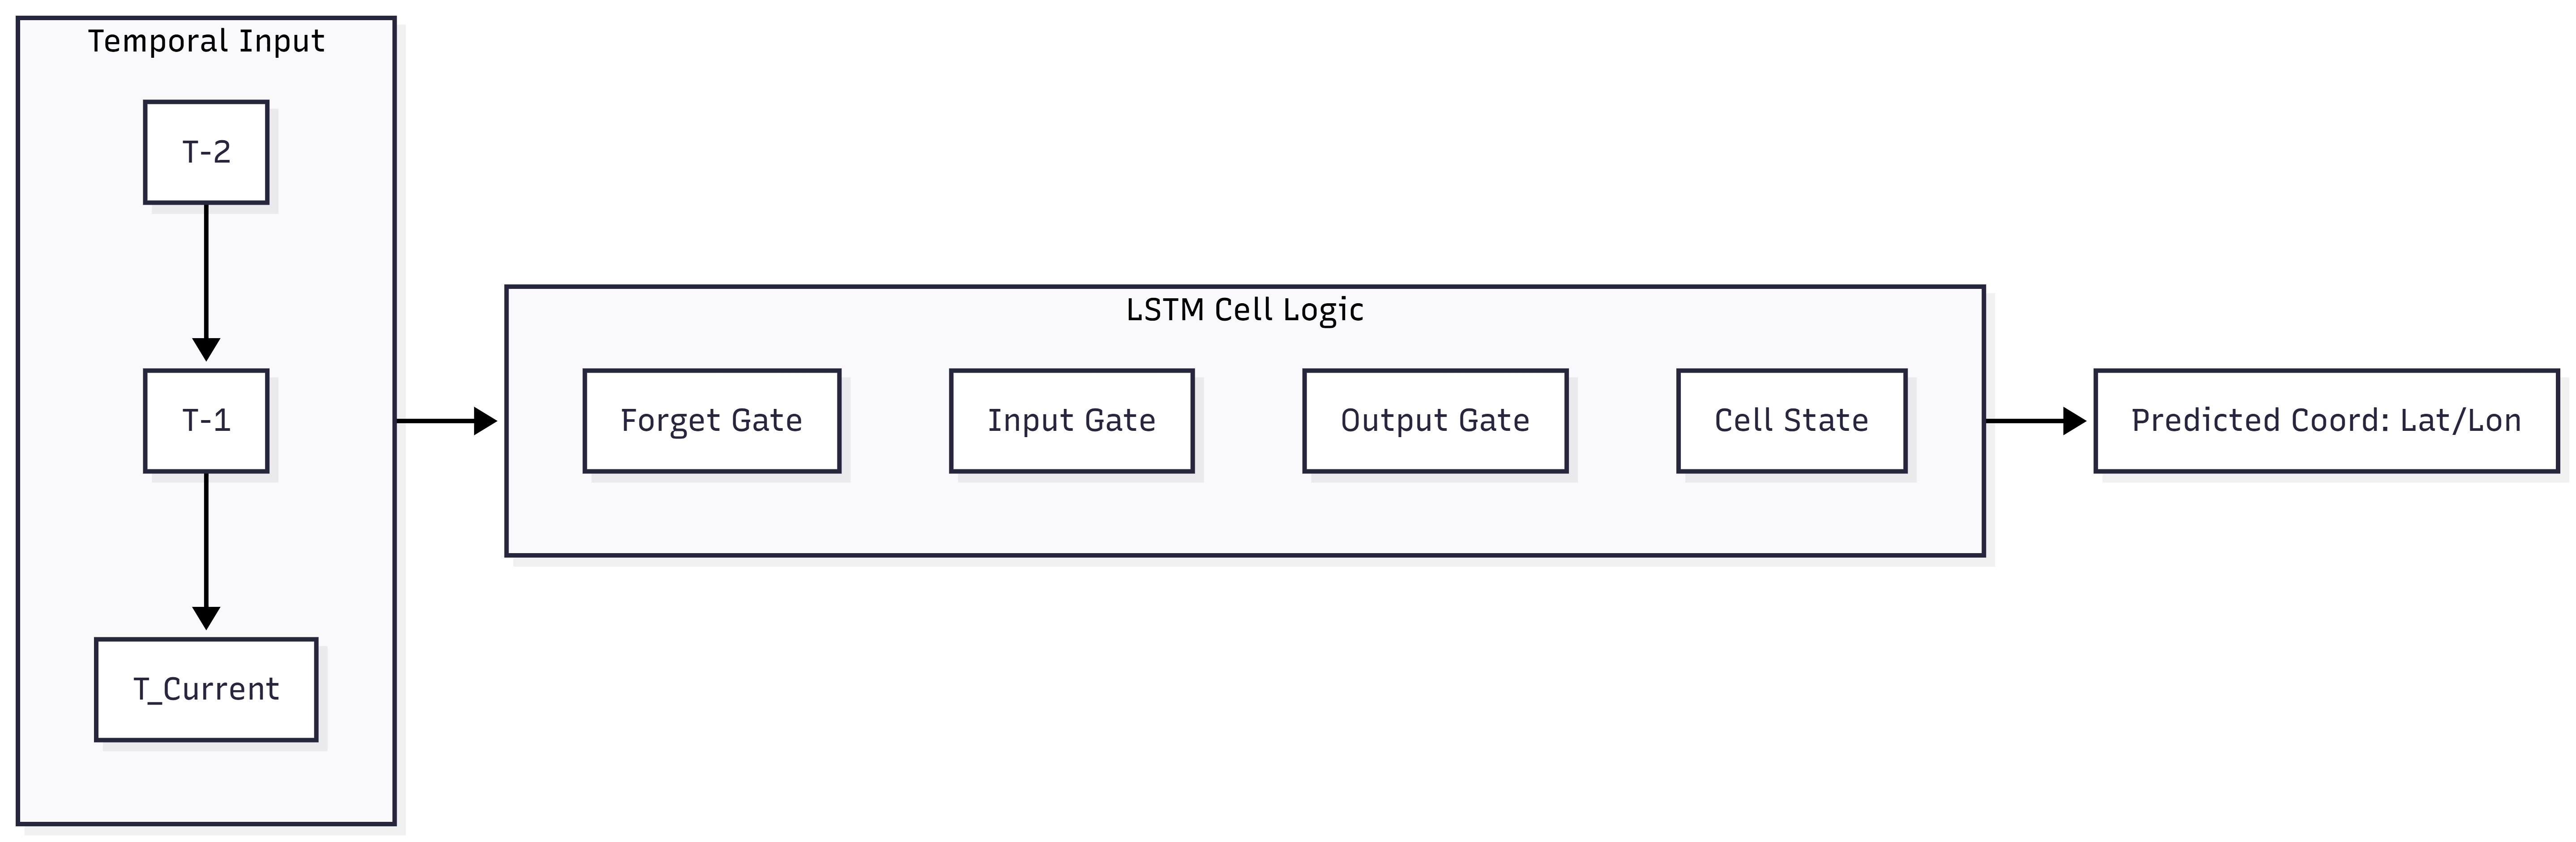 Temporal Input
T-2
T-1
T_Current
LSTM Cell Logic
Forget Gate
Input Gate
Output Gate
Cell State
Predicted Coord: Lat/Lon